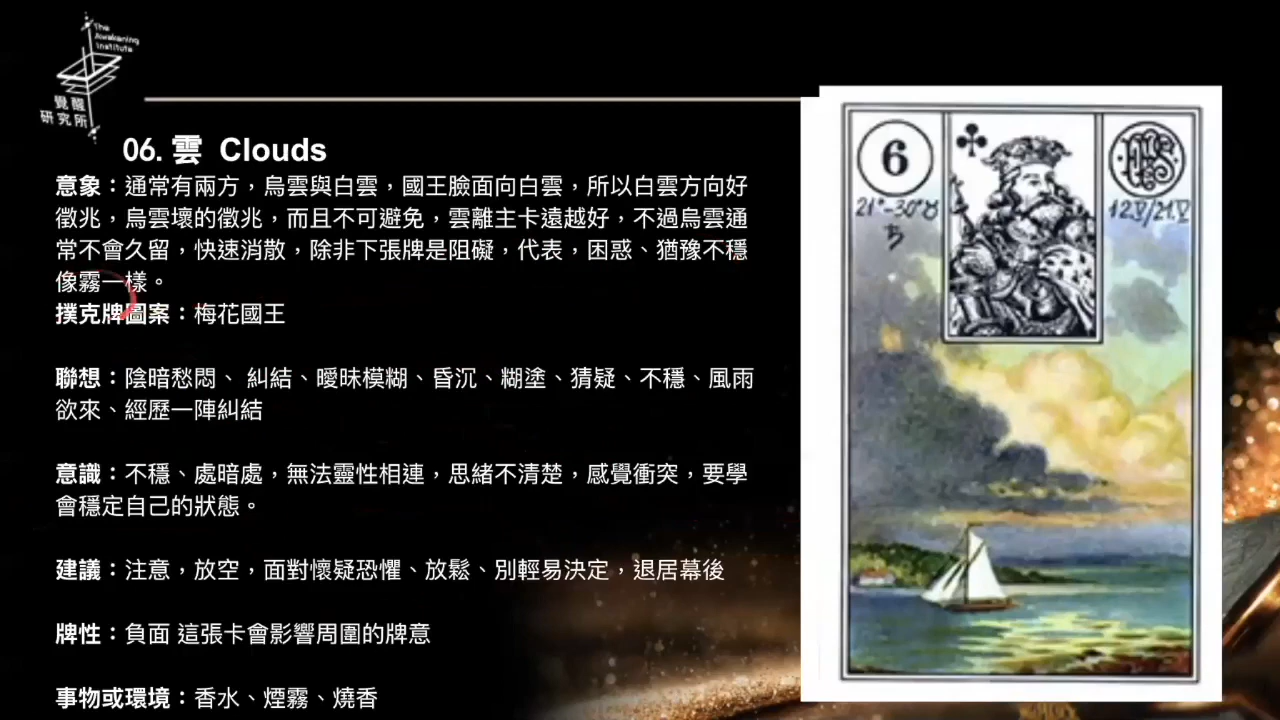 The
Awakening
Institute
覺醒
研究所
06. 雲 Clouds
意象：通常有兩方，烏雲與白雲，國王臉面向白雲，所以白雲方向好
徵兆，烏雲壞的徵兆，而且不可避免，雲離主卡遠越好，不過烏雲通
常不會久留，快速消散，除非下張牌是阻礙，代表，困惑、猶豫不穩
像霧一樣。
撲克牌圖案：梅花國王
聯想：陰暗愁悶、 糾結、曖昧模糊、昏沉、糊塗、猜疑、不穩、風雨
欲來、經歷一陣糾結
意識：不穩、處暗處，無法靈性相連，思緒不清楚，感覺衝突，要學
會穩定自己的狀態。
建議：注意，放空，面對懷疑恐懼、放鬆、別輕易決定，退居幕後
牌性：負面 這張卡會影響周圍的牌意
事物或環境：香水、煙霧、燒香
6
21°-30°♉
♄
12.V/21.V